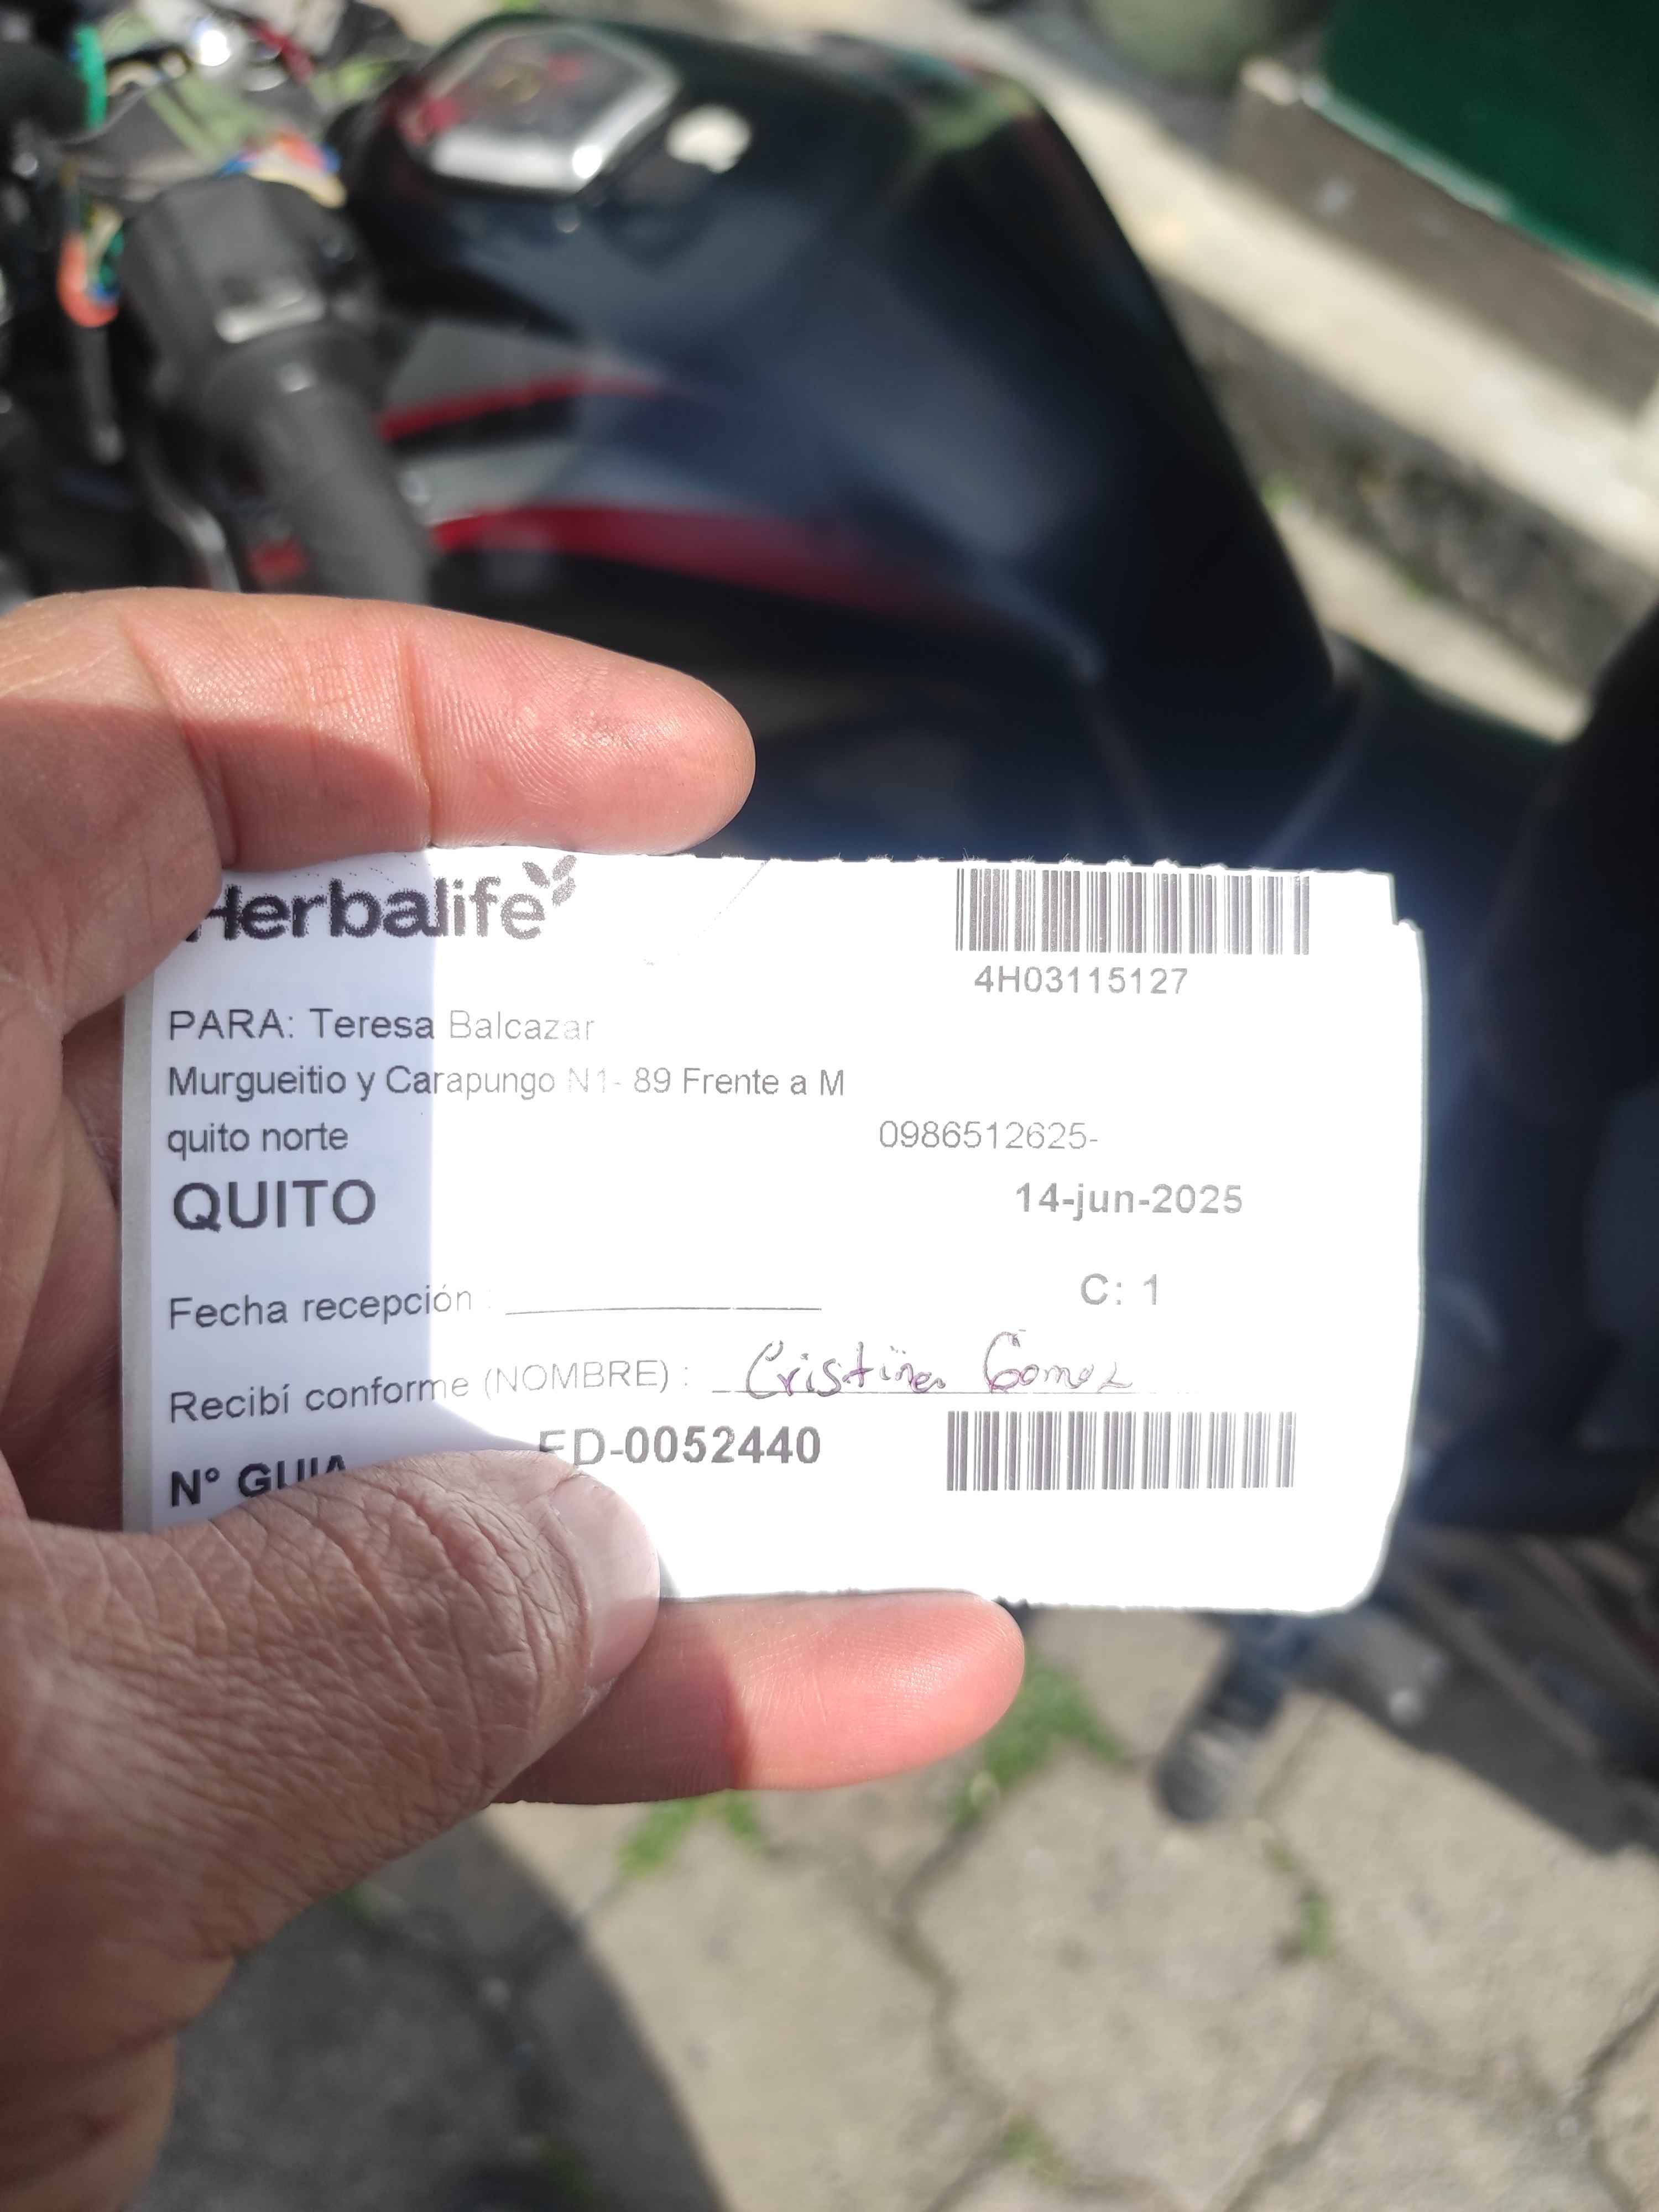 Herbalife
4H03115127
PARA: Teresa Balcazar
Murgueitio y Carapungo N1- 89 Frente a M
quito norte 0986512625-
QUITO 14-jun-2025
Fecha recepción : C: 1
Recibí conforme (NOMBRE) : Cristina Gomez
N° GUIA ED-0052440